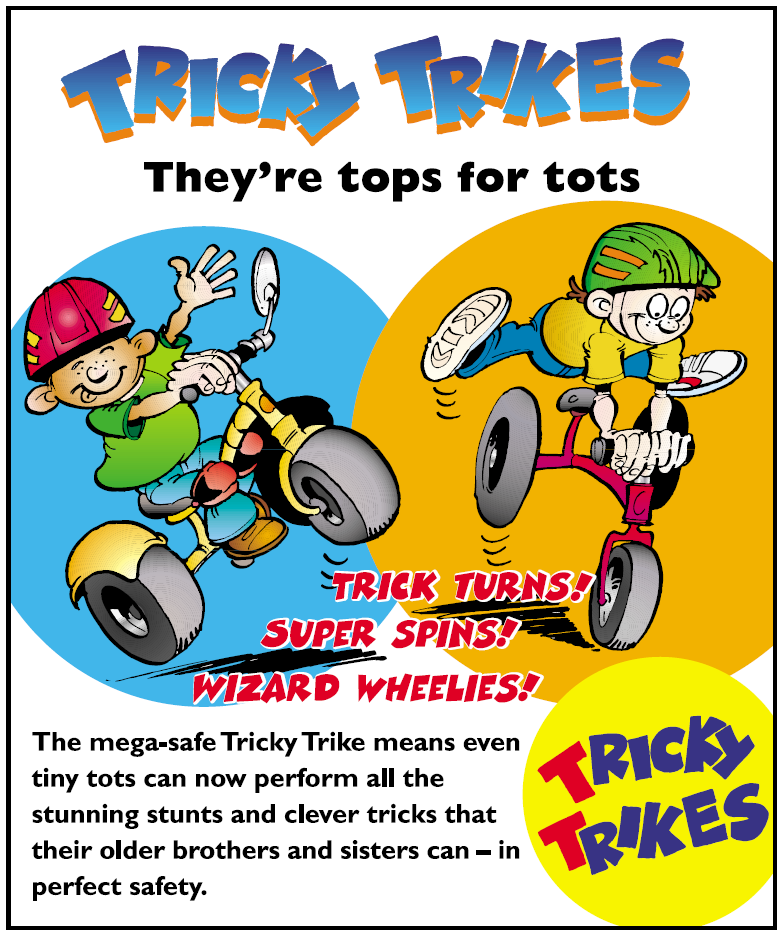 TRICKY TRIKES
They're tops for tots
TRICK TURNS!
SUPER SPINS!
WIZARD WHEELIES!
The mega-safe Tricky Trike means even
tiny tots can now perform all the
stunning stunts and clever tricks that
their older brothers and sisters can – in
perfect safety.
TRICKY
TRIKES